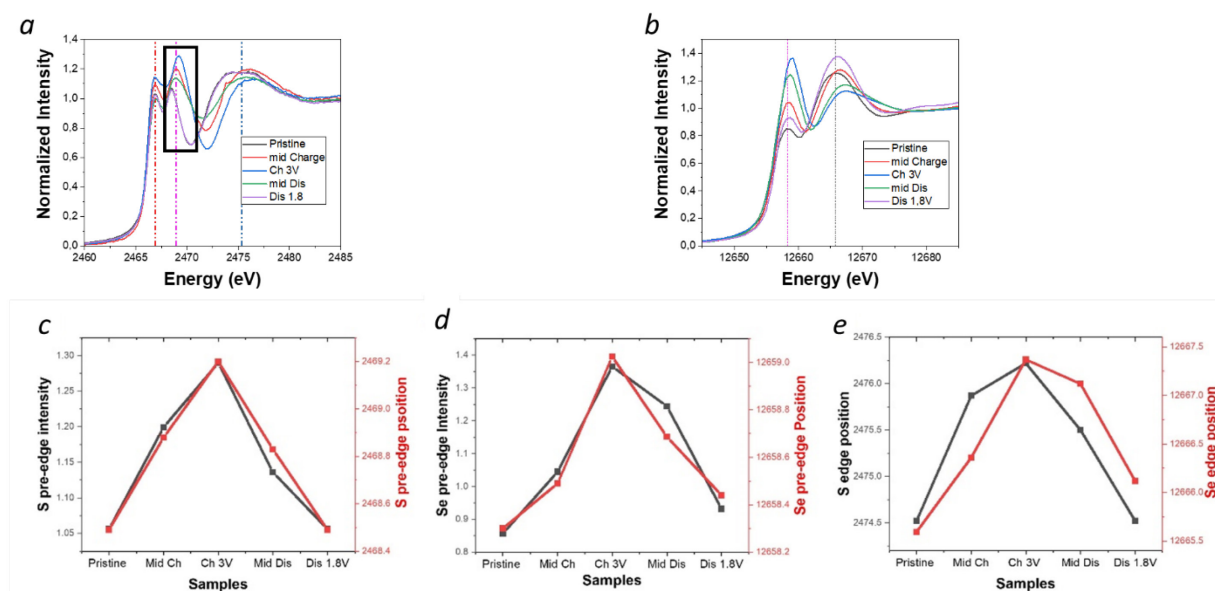 a
Normalized Intensity
1,4
1,2
1,0
0,8
0,6
0,4
0,2
0,0
Pristine
mid Charge
Ch 3V
mid Dis
Dis 1.8
2460 2465 2470 2475 2480 2485
Energy (eV)
b
Normalized Intensity
1,4
1,2
1,0
0,8
0,6
0,4
0,2
0,0
Pristine
mid Charge
Ch 3V
mid Dis
Dis 1,8V
12650 12660 12670 12680
Energy (eV)
c
S pre-edge intensity
1.30
1.25
1.20
1.15
1.10
1.05
Pristine Mid Ch Ch 3V Mid Dis Dis 1.8V
Samples
2469.2
2469.0
2468.8
2468.6
2468.4
S pre-edge psoition
d
Se pre-edge Intensity
1.4
1.3
1.2
1.1
1.0
0.9
0.8
Pristine Mid Ch Ch 3V Mid Dis Dis 1.8V
Samples
12659.0
12658.8
12658.6
12658.4
12658.2
Se pre-edge Position
e
S edge position
2476.5
2476.0
2475.5
2475.0
2474.5
Pristine Mid Ch Ch 3V Mid Dis Dis 1.8V
Samples
12667.5
12667.0
12666.5
12666.0
12665.5
Se edge position